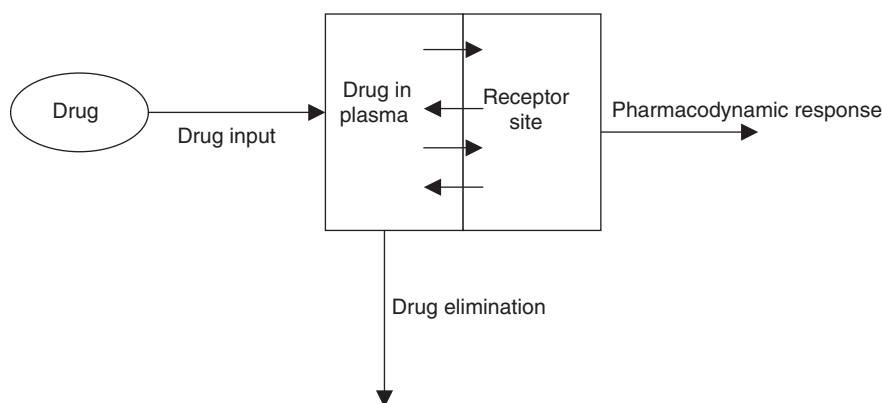 Drug
Drug input
Drug in
plasma
Receptor
site
Pharmacodynamic response
Drug elimination